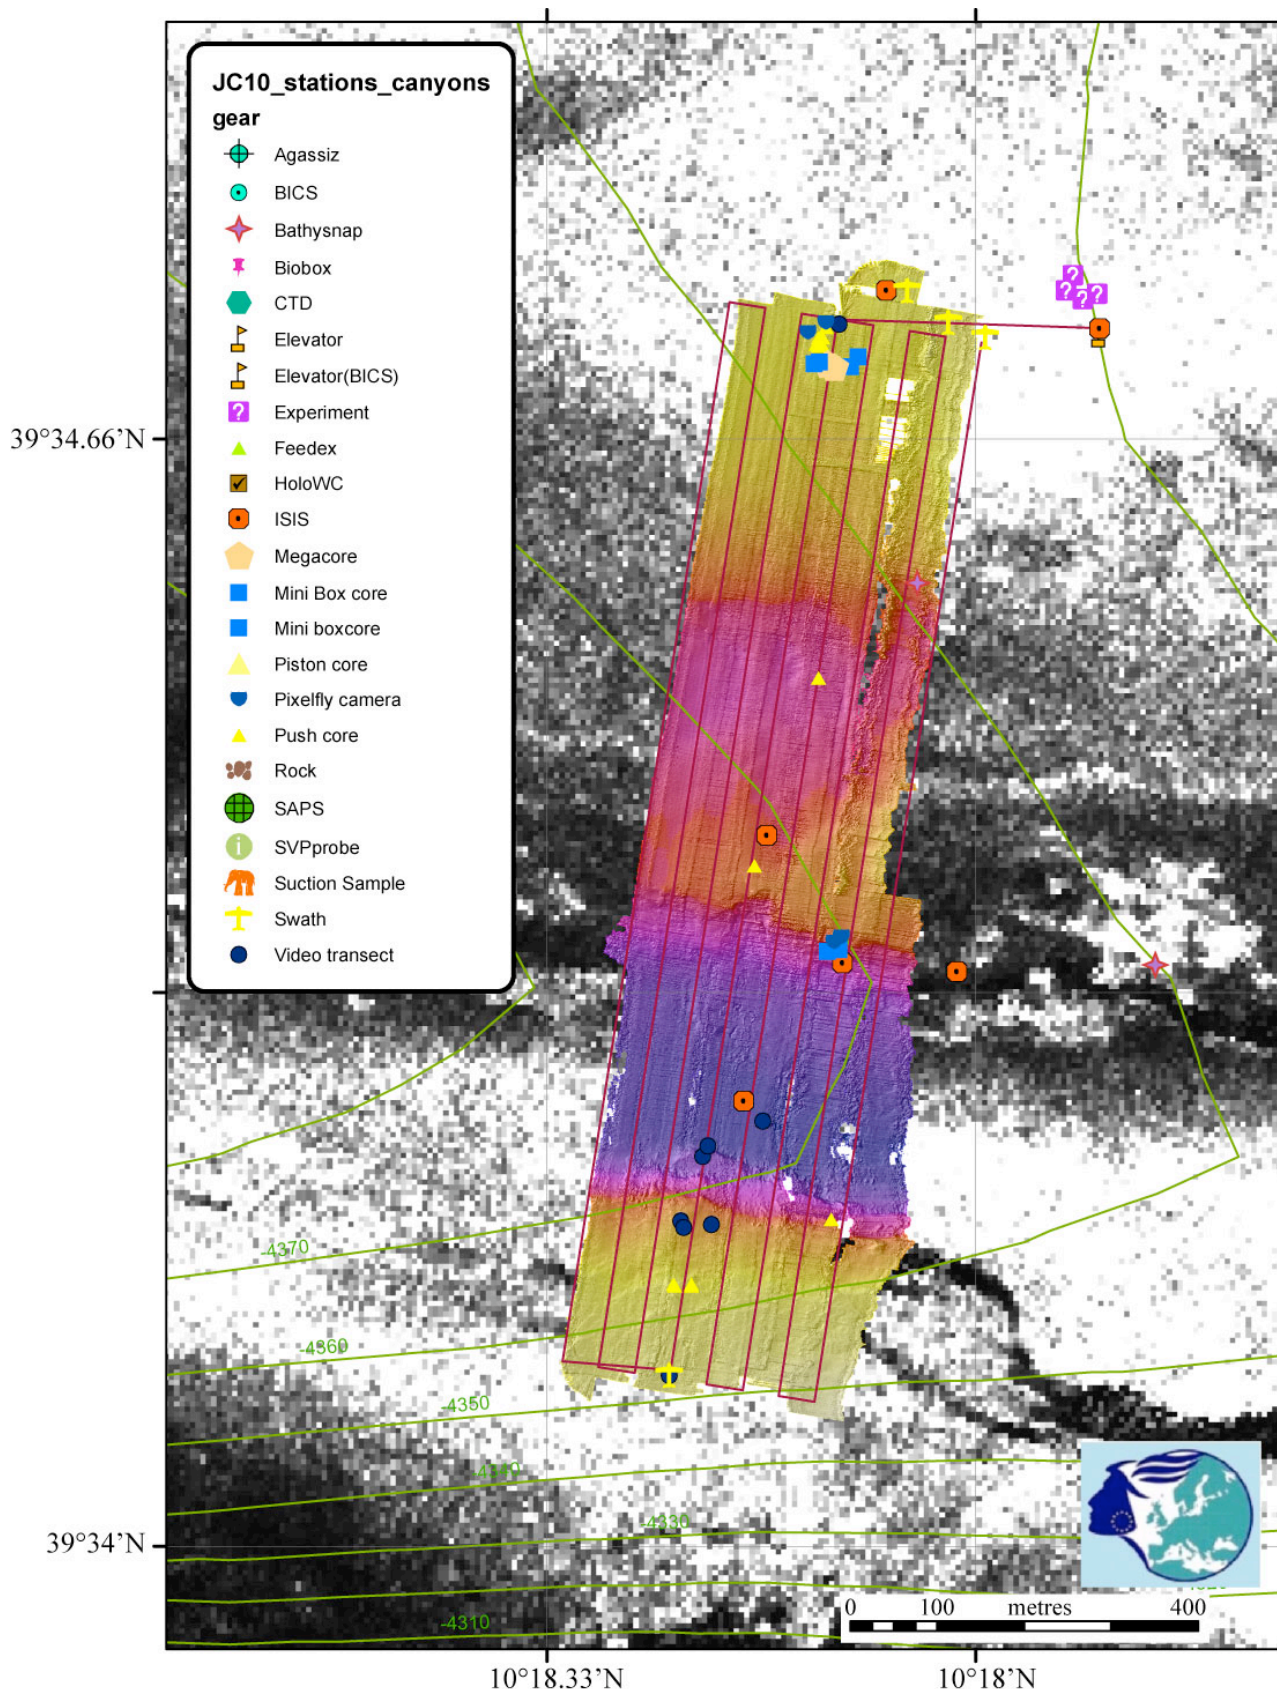 JC10_stations_canyons
gear
Agassiz
BICS
Bathysnap
Biobox
CTD
Elevator
Elevator(BICS)
? Experiment
Feedex
HoloWC
ISIS
Megacore
Mini Box core
Mini boxcore
Piston core
Pixelfly camera
Push core
Rock
SAPS
i SVPprobe
Suction Sample
Swath
Video transect
?
? ? ?
39°34.66'N
-4370
-4360
-4350
-4340
-4330
39°34'N
-4310
0 100 metres 400
10°18.33'N 10°18'N